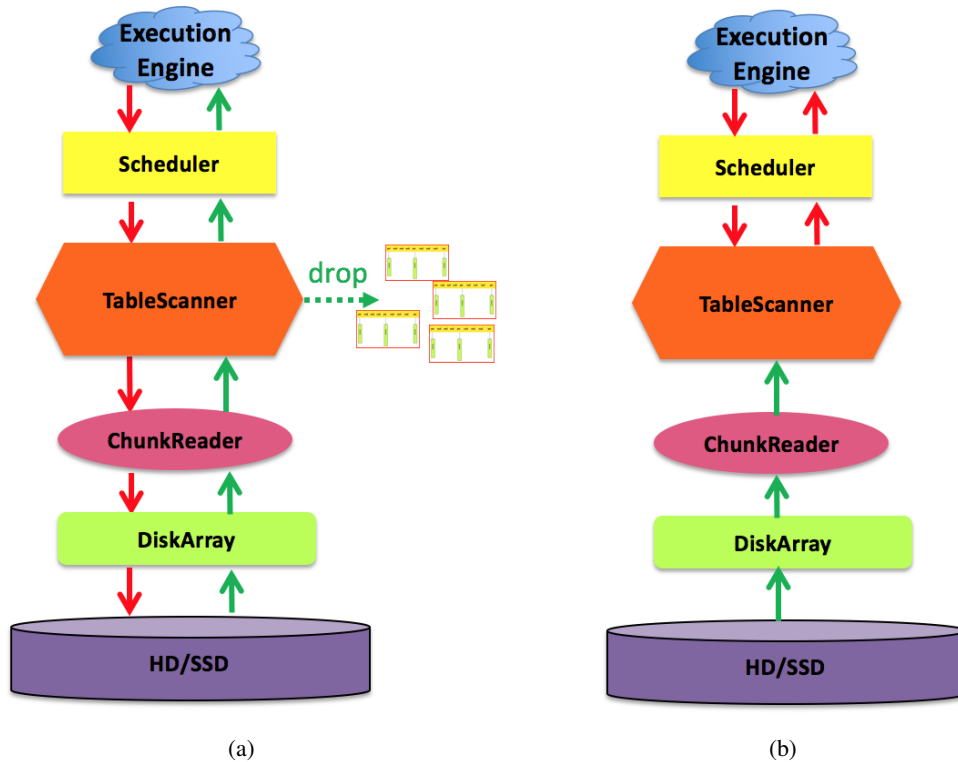 Execution
Engine
Scheduler
TableScanner
drop
ChunkReader
DiskArray
HD/SSD
(a)
Execution
Engine
Scheduler
TableScanner
ChunkReader
DiskArray
HD/SSD
(b)